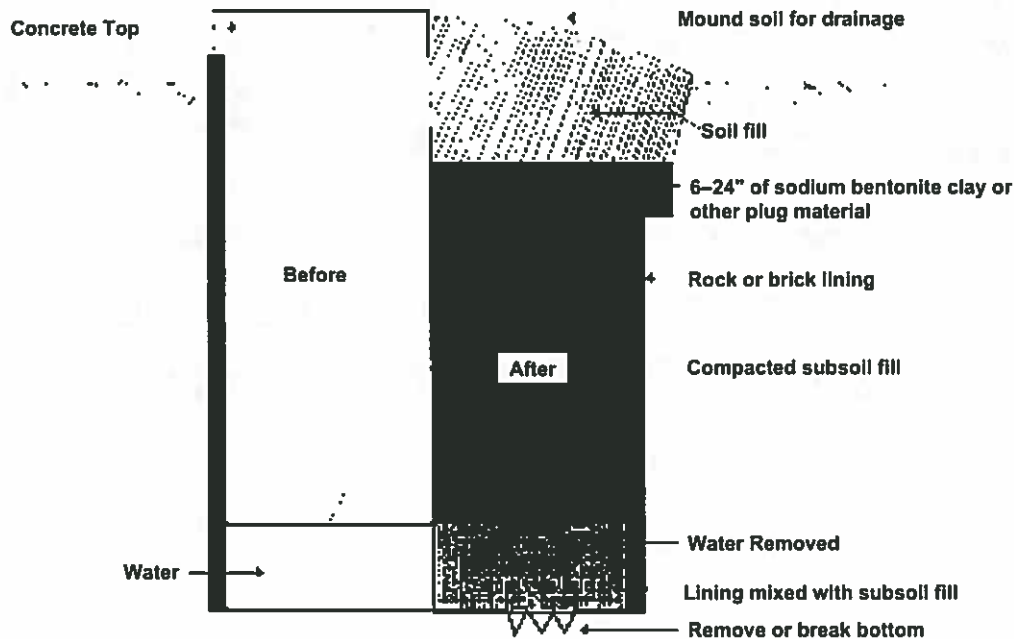 Concrete Top
Mound soil for drainage
Soil fill
6–24" of sodium bentonite clay or
other plug material
Before
Rock or brick lining
After
Compacted subsoil fill
Water Removed
Water
Lining mixed with subsoil fill
Remove or break bottom